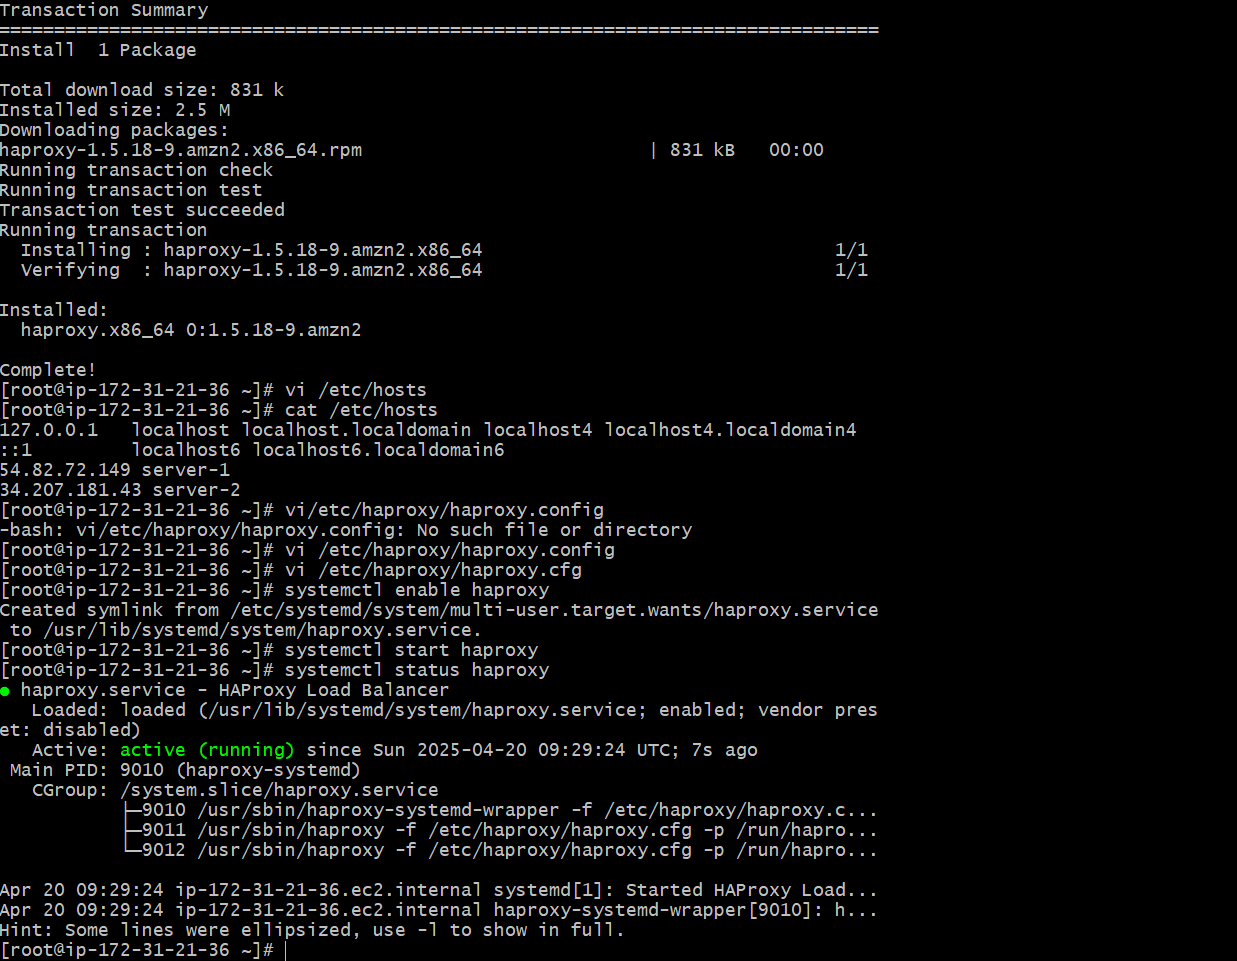 Transaction Summary
================================================================================
Install  1 Package

Total download size: 831 k
Installed size: 2.5 M
Downloading packages:
haproxy-1.5.18-9.amzn2.x86_64.rpm                          | 831 kB   00:00
Running transaction check
Running transaction test
Transaction test succeeded
Running transaction
  Installing : haproxy-1.5.18-9.amzn2.x86_64                                1/1
  Verifying  : haproxy-1.5.18-9.amzn2.x86_64                                1/1

Installed:
  haproxy.x86_64 0:1.5.18-9.amzn2

Complete!
[root@ip-172-31-21-36 ~]# vi /etc/hosts
[root@ip-172-31-21-36 ~]# cat /etc/hosts
127.0.0.1   localhost localhost.localdomain localhost4 localhost4.localdomain4
::1            localhost6 localhost6.localdomain6
54.82.72.149 server-1
34.207.181.43 server-2
[root@ip-172-31-21-36 ~]# vi/etc/haproxy/haproxy.config
-bash: vi/etc/haproxy/haproxy.config: No such file or directory
[root@ip-172-31-21-36 ~]# vi /etc/haproxy/haproxy.config
[root@ip-172-31-21-36 ~]# vi /etc/haproxy/haproxy.cfg
[root@ip-172-31-21-36 ~]# systemctl enable haproxy
Created symlink from /etc/systemd/system/multi-user.target.wants/haproxy.service
 to /usr/lib/systemd/system/haproxy.service.
[root@ip-172-31-21-36 ~]# systemctl start haproxy
[root@ip-172-31-21-36 ~]# systemctl status haproxy
● haproxy.service - HAProxy Load Balancer
   Loaded: loaded (/usr/lib/systemd/system/haproxy.service; enabled; vendor pres
et: disabled)
   Active: active (running) since Sun 2025-04-20 09:29:24 UTC; 7s ago
 Main PID: 9010 (haproxy-systemd)
   CGroup: /system.slice/haproxy.service
           ├─9010 /usr/sbin/haproxy-systemd-wrapper -f /etc/haproxy/haproxy.c...
           ├─9011 /usr/sbin/haproxy -f /etc/haproxy/haproxy.cfg -p /run/hapro...
           └─9012 /usr/sbin/haproxy -f /etc/haproxy/haproxy.cfg -p /run/hapro...

Apr 20 09:29:24 ip-172-31-21-36.ec2.internal systemd[1]: Started HAProxy Load...
Apr 20 09:29:24 ip-172-31-21-36.ec2.internal haproxy-systemd-wrapper[9010]: h...
Hint: Some lines were ellipsized, use -l to show in full.
[root@ip-172-31-21-36 ~]#